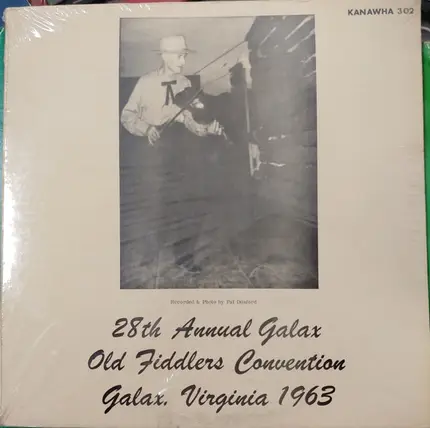 KANAWHA 302
Recorded & Photo by Pat Dunford
28th Annual Galax
Old Fiddlers Convention
Galax. Virginia 1963